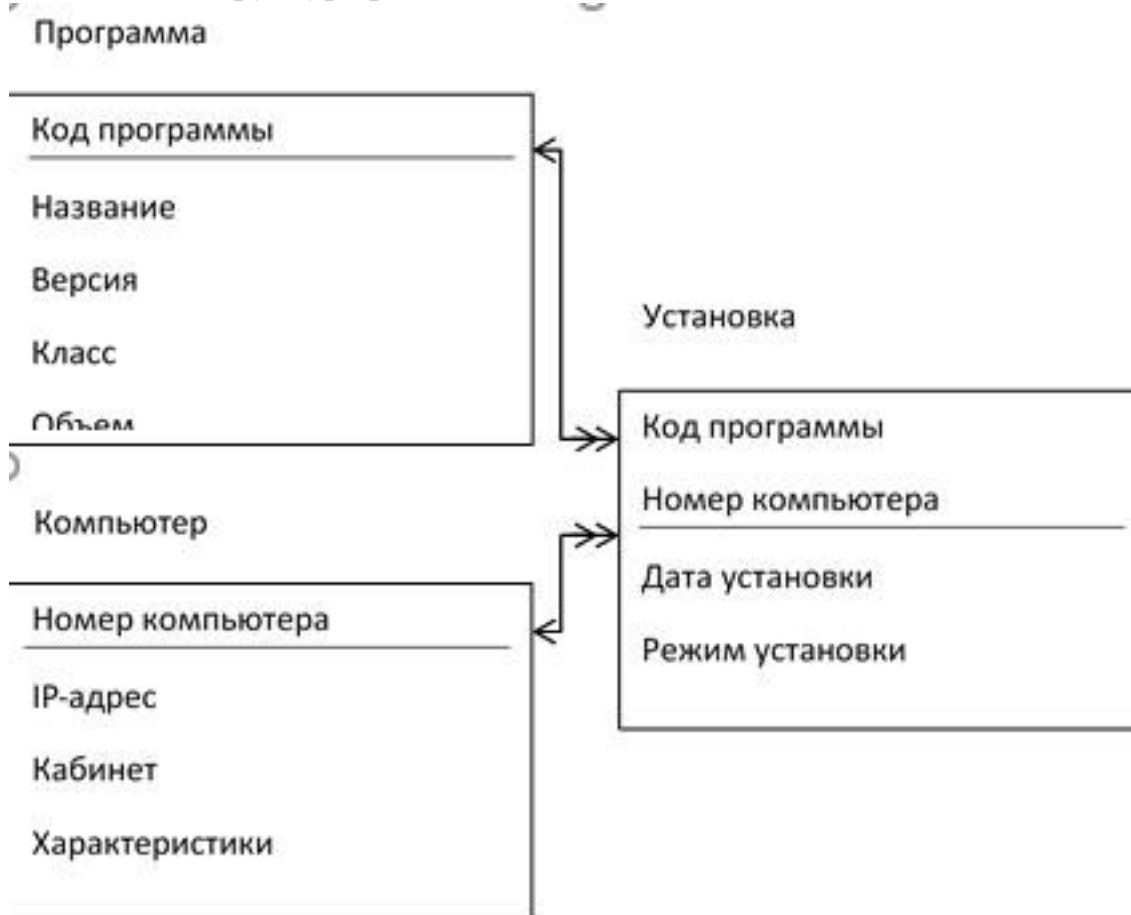 Программа
Код программы
Название
Версия
Класс
Объем
Компьютер
Номер компьютера
IP-адрес
Кабинет
Характеристики
Установка
Код программы
Номер компьютера
Дата установки
Режим установки